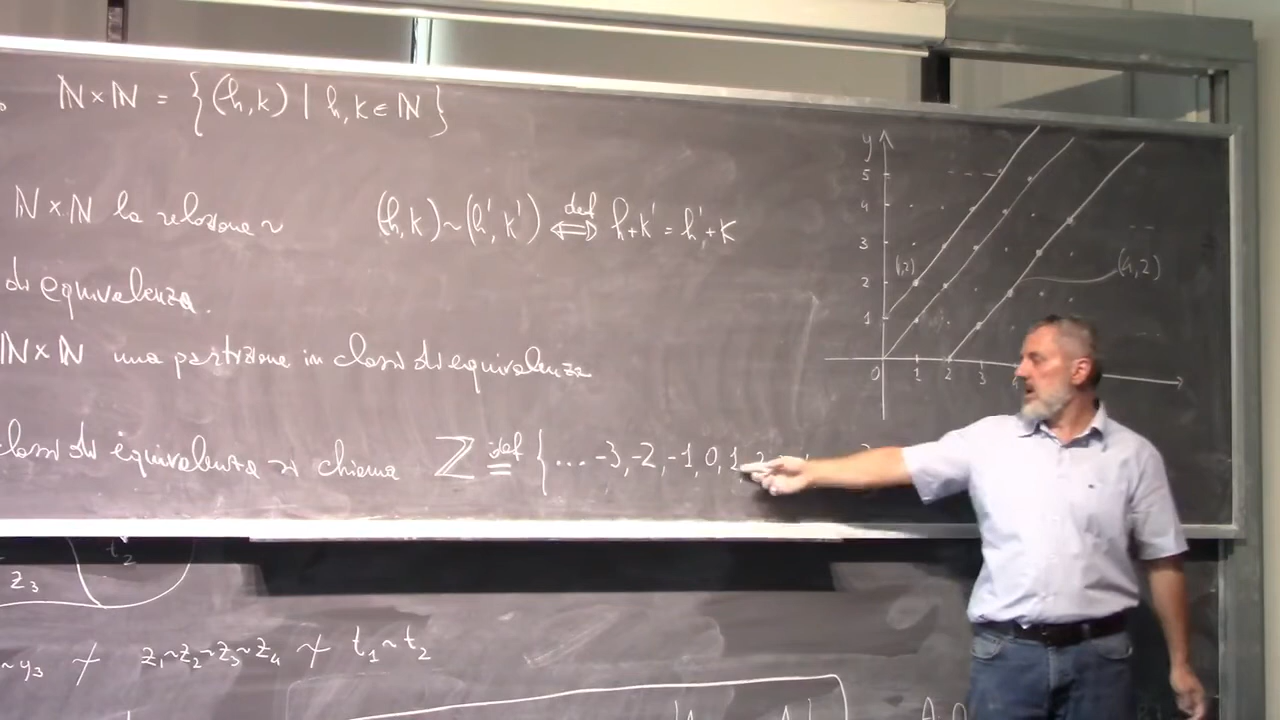 N×N = {(h,k) | h,k∈N}
N×N la relazione ~ (h,k)~(h',k') def ⟺ h+k'=h'+k
di equivalenza.
N×N una partizione in classi di equivalenza
classi di equivalenza si chiama Z def = {... -3,-2,-1,0,1,
y
5
4
3
2
1
0 1 2 3
(1,2)
(4,2)
t₂
z₃
~y₃ ≁ z₁~z₂~z₃~z₄ ≁ t₁~t₂